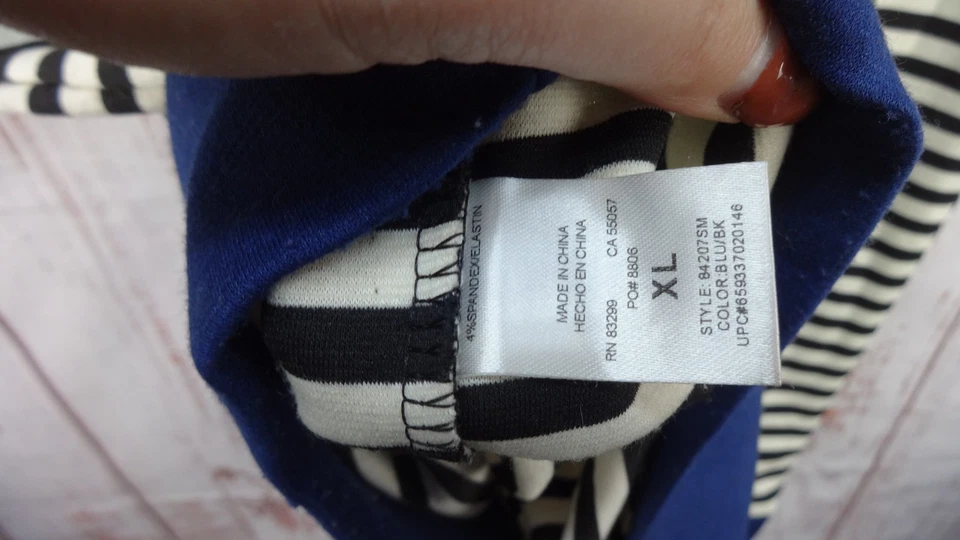 4%SPANDEX/ELASTIN
MADE IN CHINA
HECHO EN CHINA
RN 83299 CA 55057
PO# 8806
XL
STYLE: 84207SM
COLOR:BLU/BK
UPC#659337020146